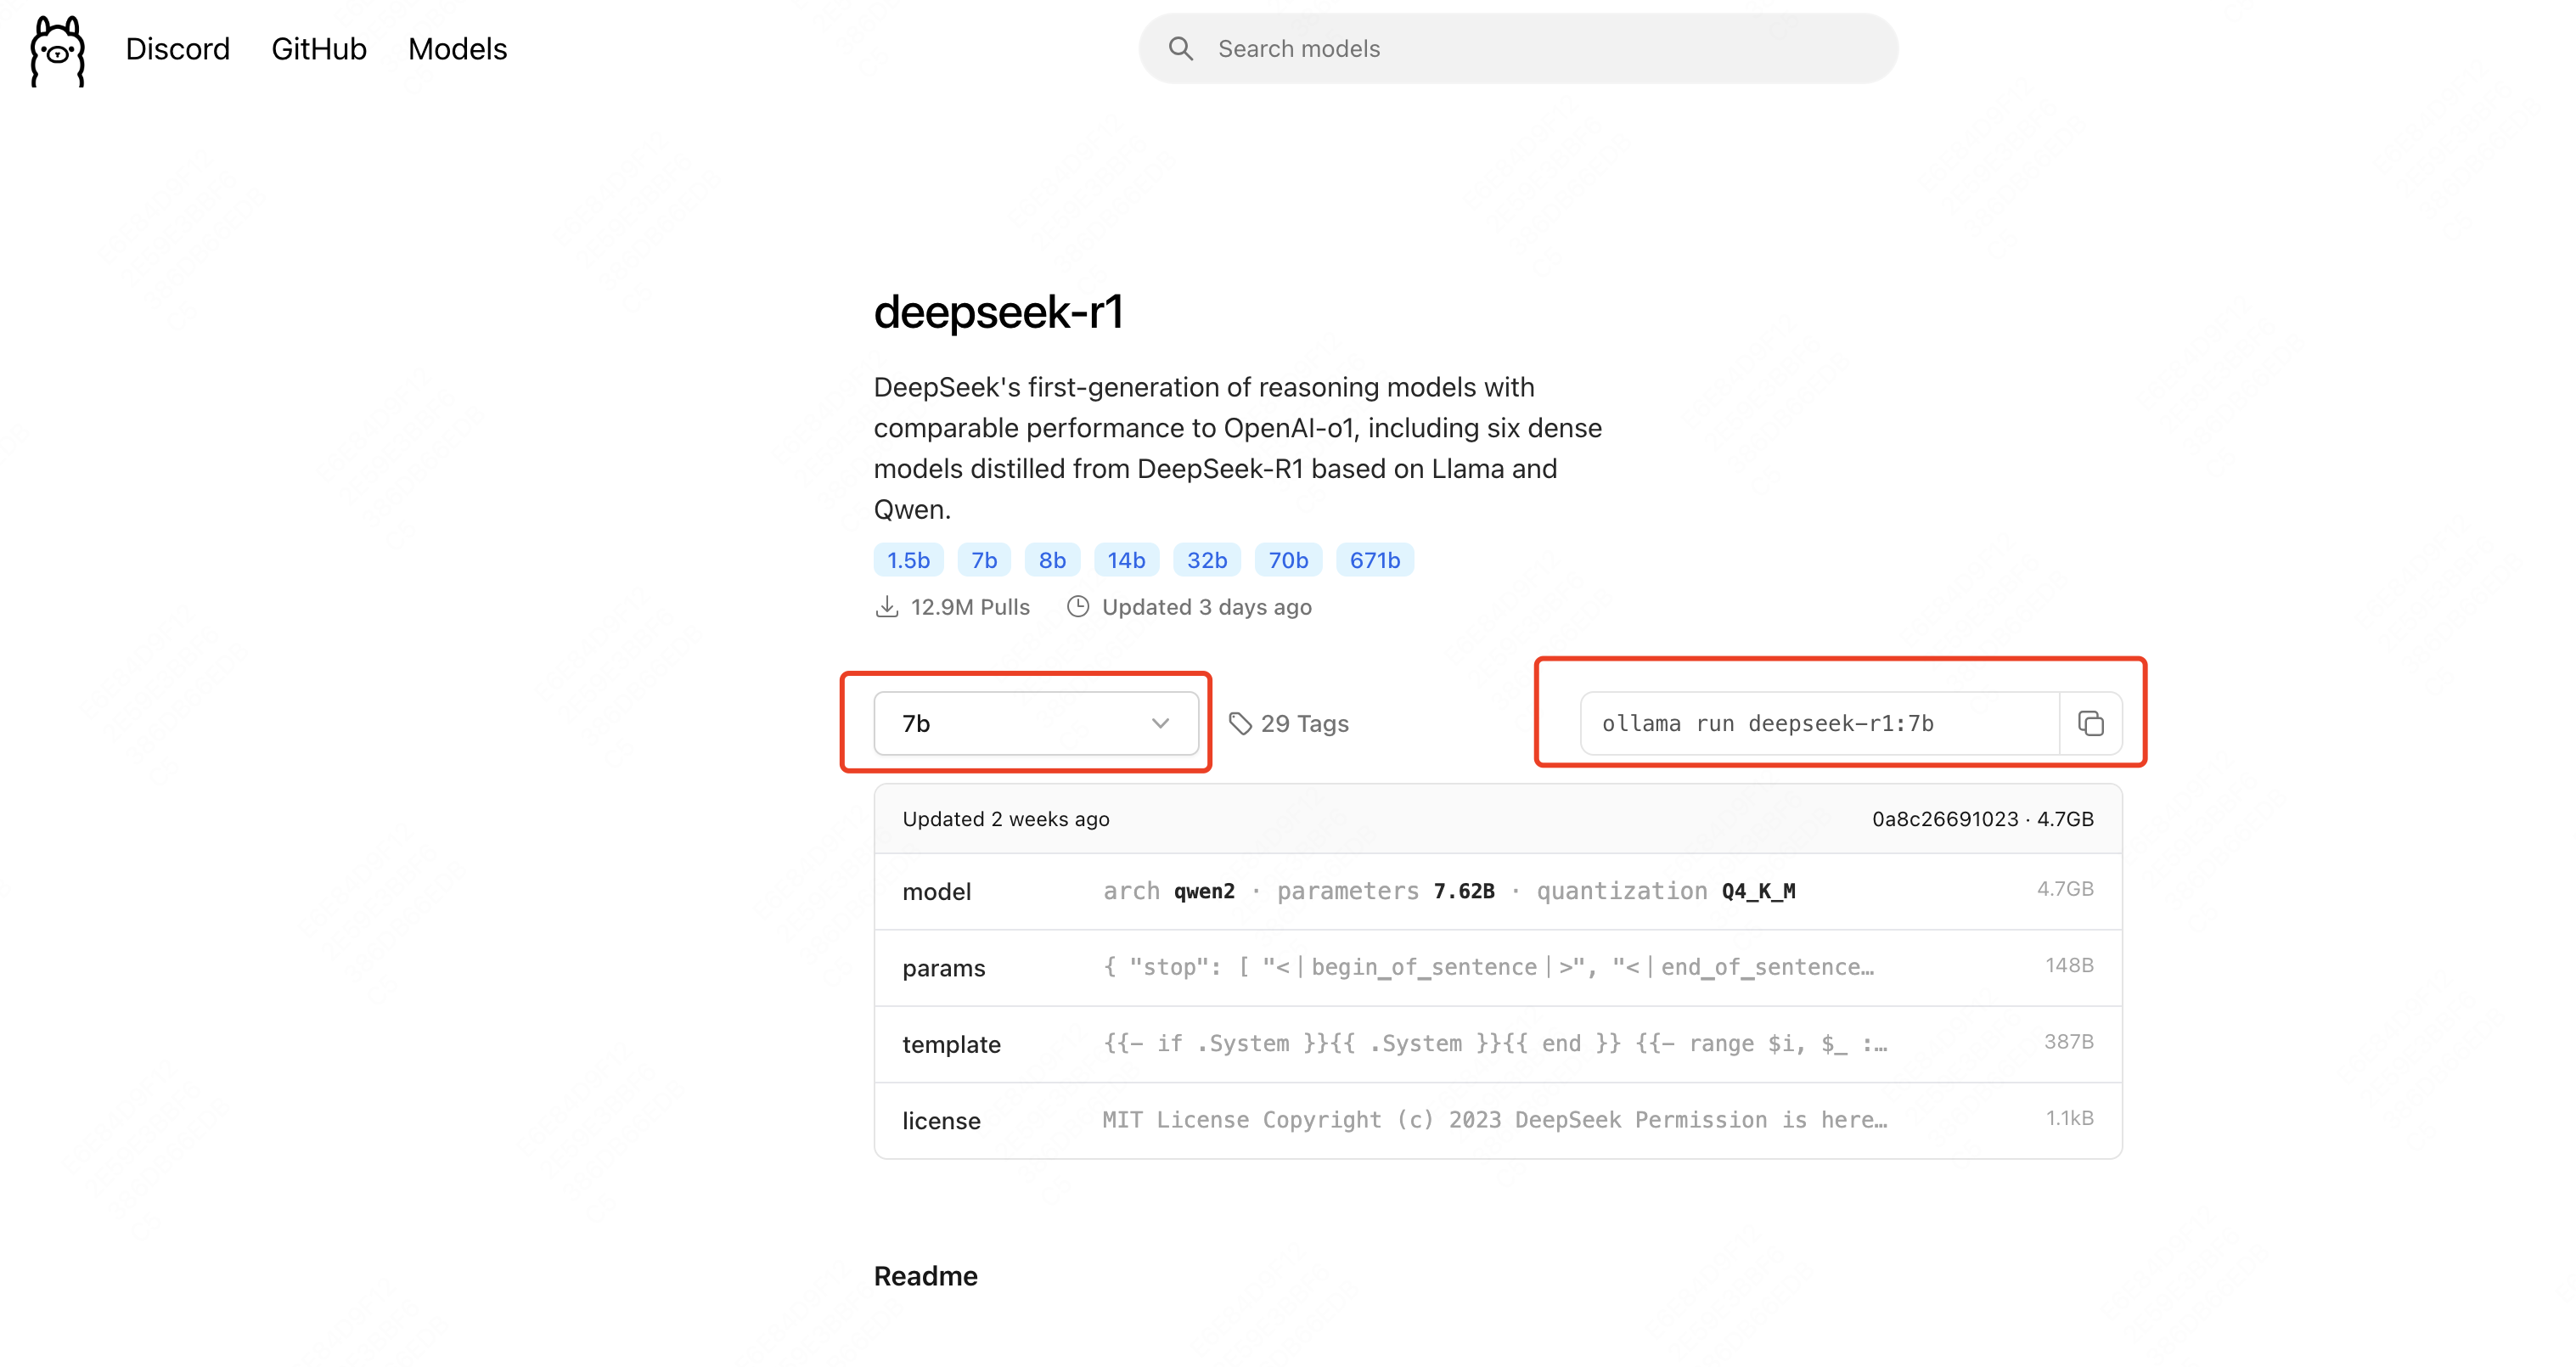 Discord GitHub Models Search models
deepseek-r1
DeepSeek's first-generation of reasoning models with
comparable performance to OpenAI-o1, including six dense
models distilled from DeepSeek-R1 based on Llama and
Qwen.
1.5b 7b 8b 14b 32b 70b 671b
12.9M Pulls Updated 3 days ago
7b 29 Tags ollama run deepseek-r1:7b
Updated 2 weeks ago 0a8c26691023 · 4.7GB
model arch qwen2 · parameters 7.62B · quantization Q4_K_M 4.7GB
params { "stop": [ "<｜begin_of_sentence｜>", "<｜end_of_sentence… 148B
template {{- if .System }}{{ .System }}{{ end }} {{- range $i, $_ :… 387B
license MIT License Copyright (c) 2023 DeepSeek Permission is here… 1.1kB
Readme